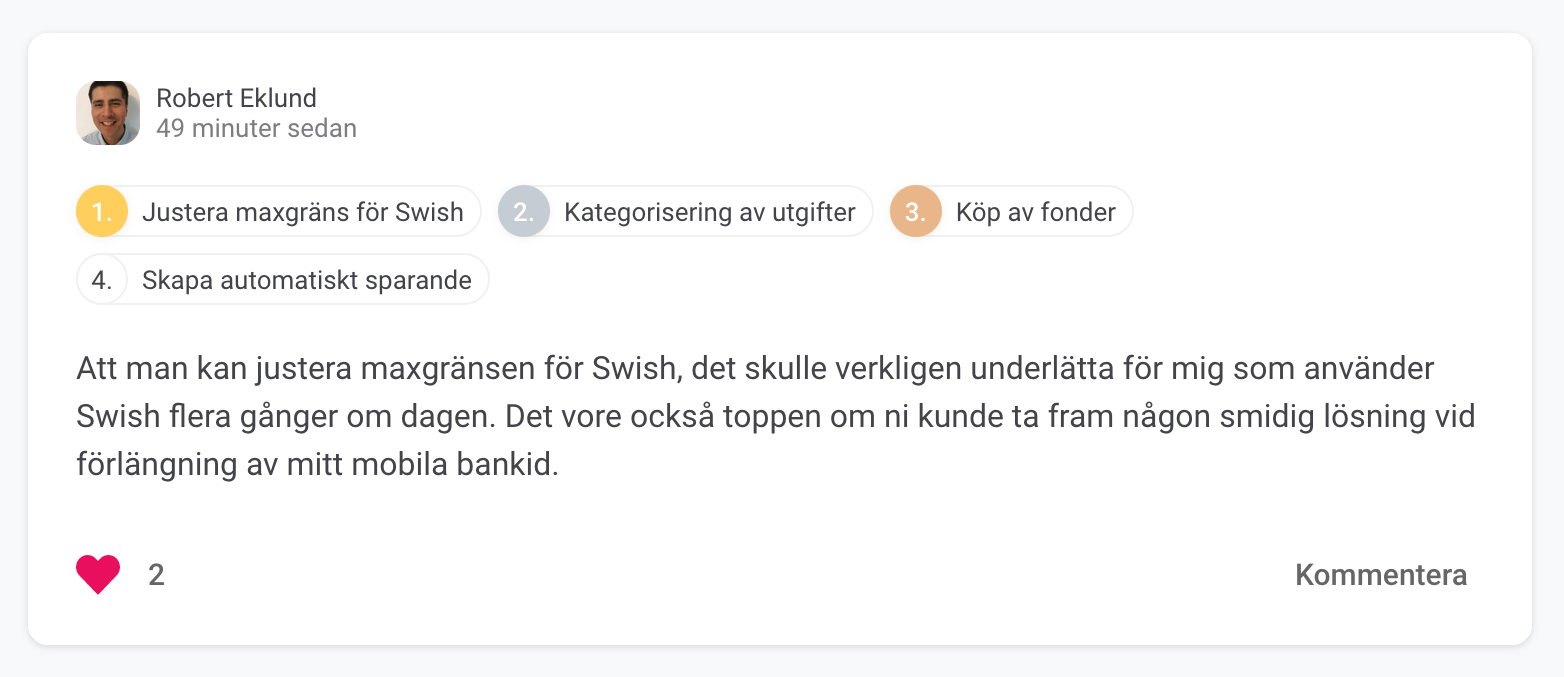 Robert Eklund
49 minuter sedan
1. Justera maxgräns för Swish 2. Kategorisering av utgifter 3. Köp av fonder
4. Skapa automatiskt sparande
Att man kan justera maxgränsen för Swish, det skulle verkligen underlätta för mig som använder
Swish flera gånger om dagen. Det vore också toppen om ni kunde ta fram någon smidig lösning vid
förlängning av mitt mobila bankid.
2 Kommentera